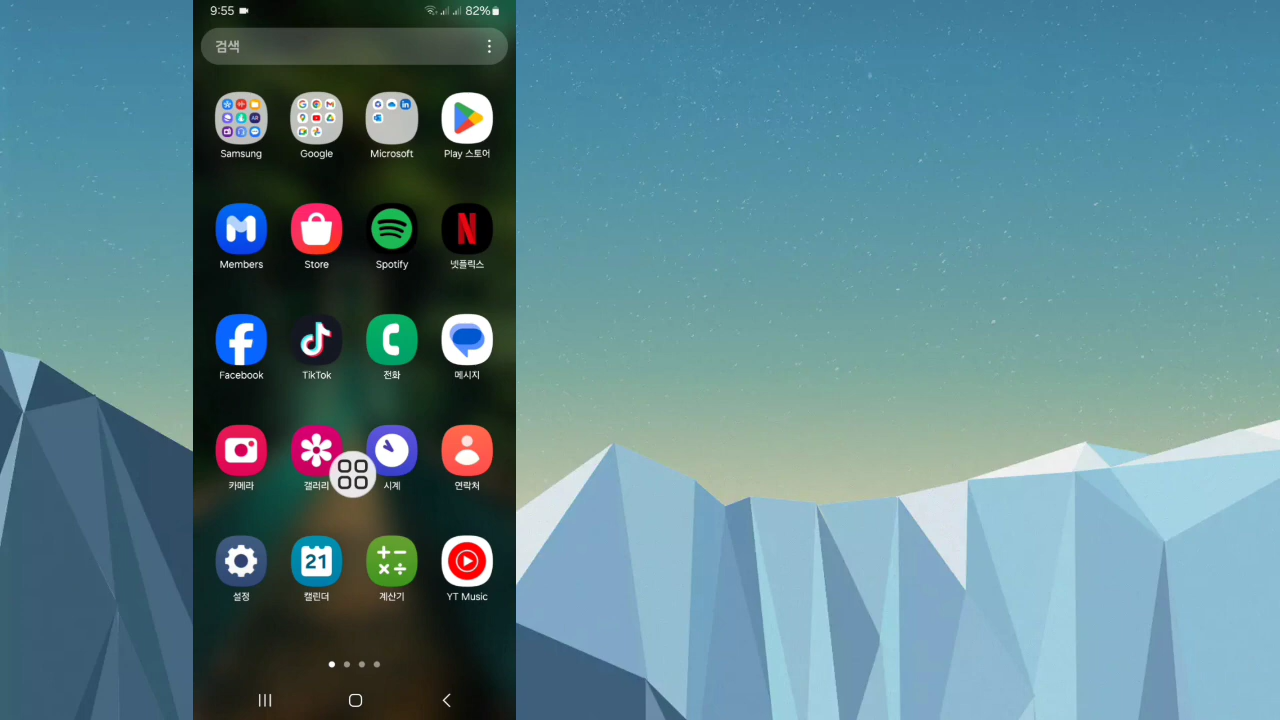 9:55
82%
검색
Samsung
Google
Microsoft
Play 스토어
Members
Store
Spotify
넷플릭스
Facebook
TikTok
전화
메시지
카메라
갤러리
시계
연락처
21
설정
캘린더
계산기
YT Music